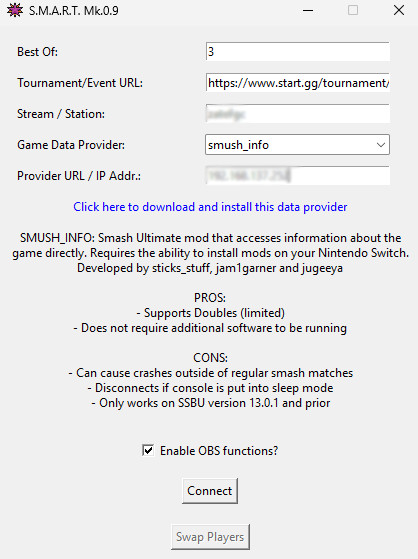 S.M.A.R.T. Mk.0.9
Best Of: 3
Tournament/Event URL: https://www.start.gg/tournament/
Stream / Station:
Game Data Provider: smush_info
Provider URL / IP Addr.:
Click here to download and install this data provider
SMUSH_INFO: Smash Ultimate mod that accesses information about the
game directly. Requires the ability to install mods on your Nintendo Switch.
Developed by sticks_stuff, jam1garner and jugeeya
PROS:
- Supports Doubles (limited)
- Does not require additional software to be running
CONS:
- Can cause crashes outside of regular smash matches
- Disconnects if console is put into sleep mode
- Only works on SSBU version 13.0.1 and prior
Enable OBS functions?
Connect
Swap Players